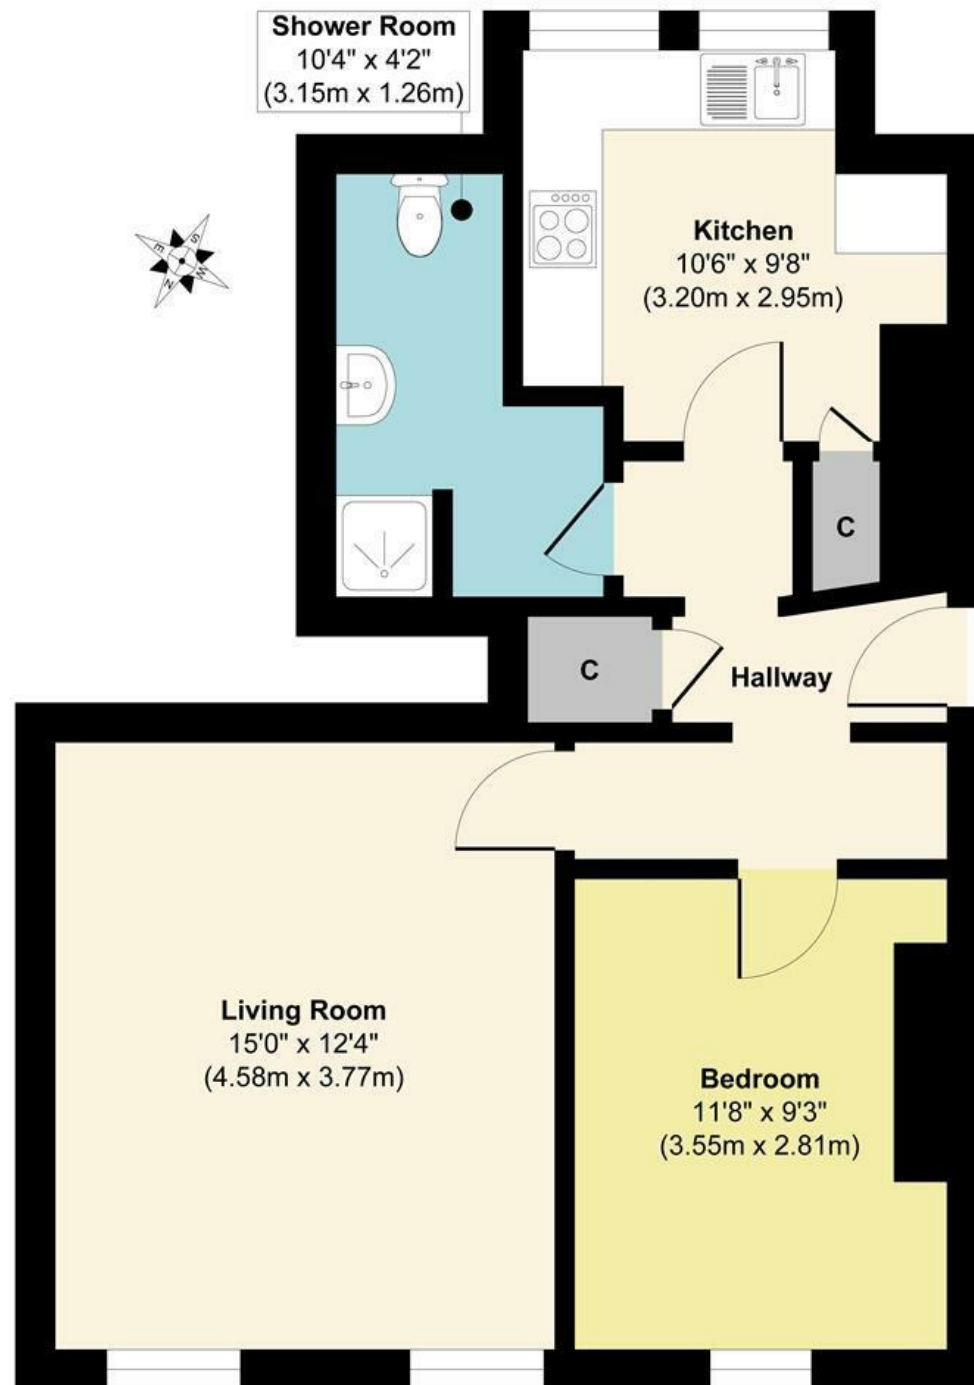 Shower Room
10'4" x 4'2"
(3.15m x 1.26m)
S
E
W
N
Kitchen
10'6" x 9'8"
(3.20m x 2.95m)
C
C
Hallway
Living Room
15'0" x 12'4"
(4.58m x 3.77m)
Bedroom
11'8" x 9'3"
(3.55m x 2.81m)